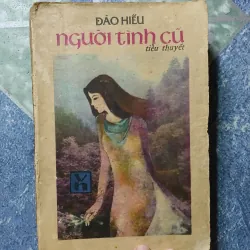 ĐÀO HIẾU
người tình cũ
tiểu thuyết